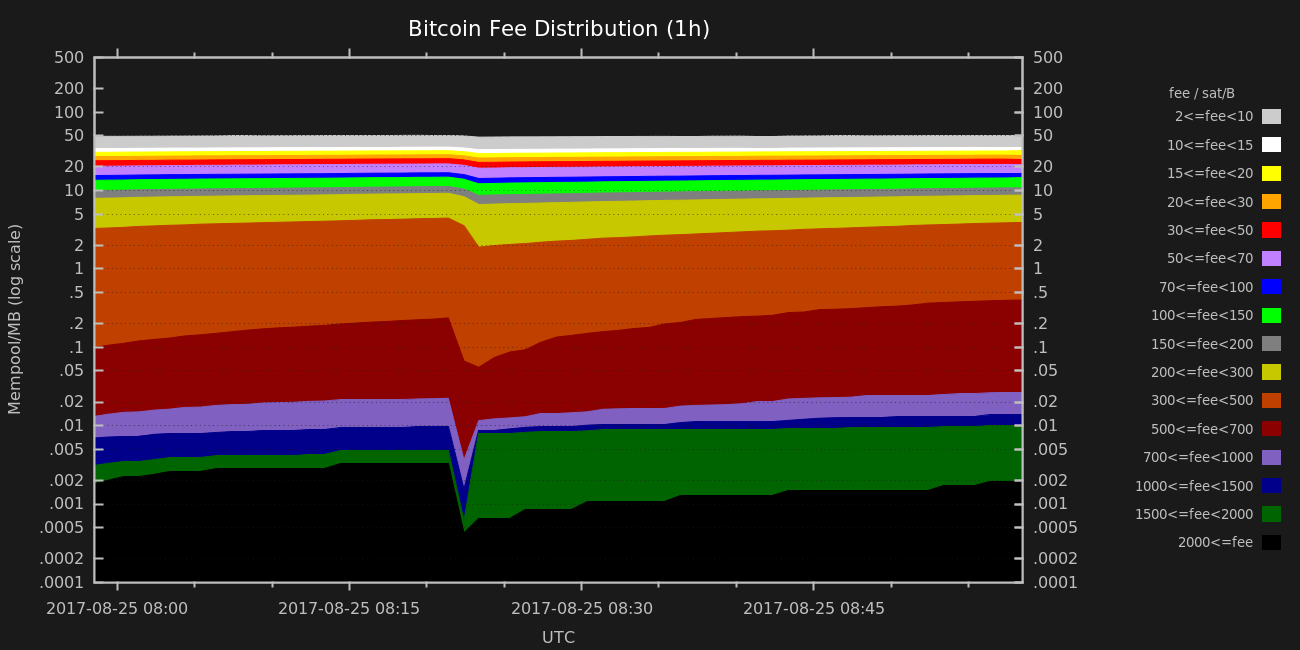 Bitcoin Fee Distribution (1h)
Mempool/MB (log scale)
500
200
100
50
20
10
5
2
1
.5
.2
.1
.05
.02
.01
.005
.002
.001
.0005
.0002
.0001
500
200
100
50
20
10
5
2
1
.5
.2
.1
.05
.02
.01
.005
.002
.001
.0005
.0002
.0001
2017-08-25 08:00 2017-08-25 08:15 2017-08-25 08:30 2017-08-25 08:45
UTC
fee / sat/B
2<=fee<10
10<=fee<15
15<=fee<20
20<=fee<30
30<=fee<50
50<=fee<70
70<=fee<100
100<=fee<150
150<=fee<200
200<=fee<300
300<=fee<500
500<=fee<700
700<=fee<1000
1000<=fee<1500
1500<=fee<2000
2000<=fee